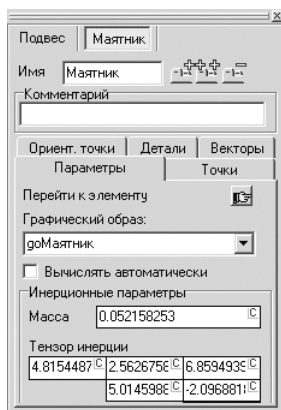 Подвес Маятник
Имя Маятник
Комментарий
Ориент. точки Детали Векторы
Параметры Точки
Перейти к элементу
Графический образ:
goМаятник
Вычислять автоматически
Инерционные параметры
Масса 0.052158253 C
Тензор инерции
4.8154487 C 2.5626756 C 6.8594939 C
5.0145988 C -2.096881 C